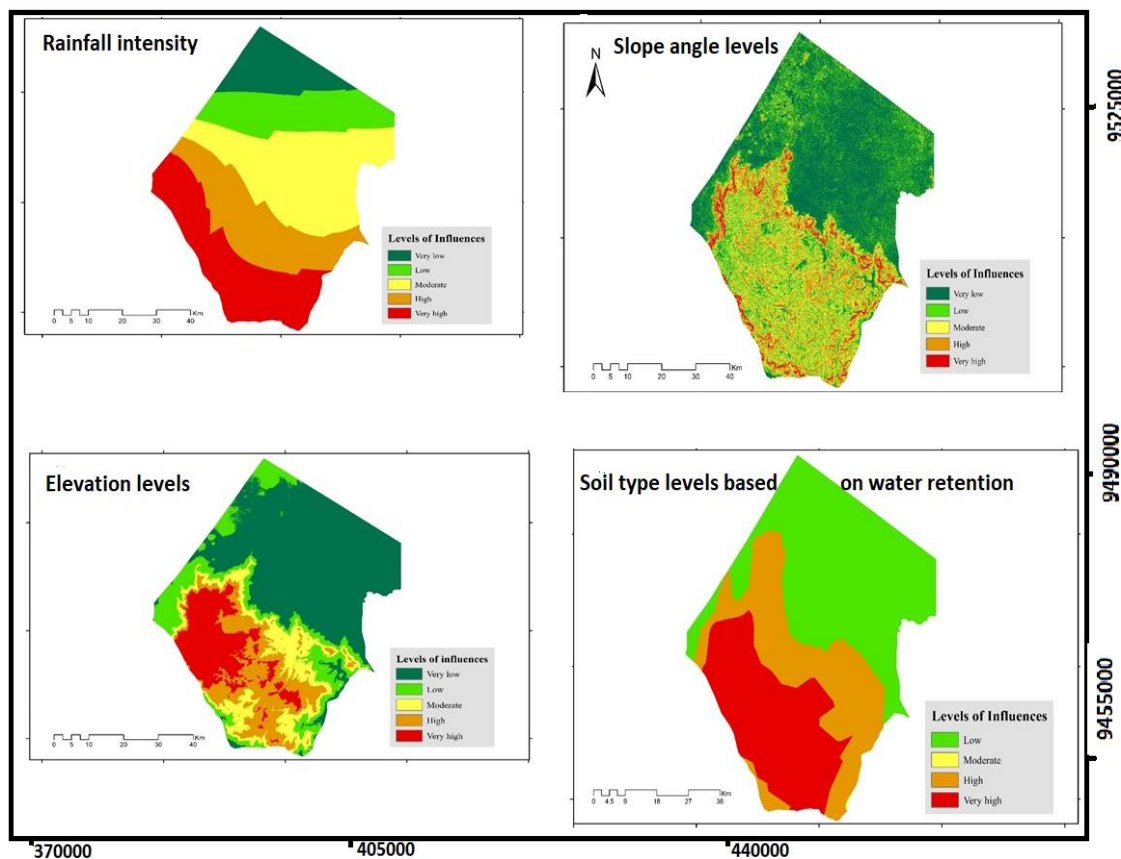 Rainfall intensity
Levels of Influences
Very low
Low
Moderate
High
Very high
0 5 10 20 30 40
Km
Slope angle levels
N
Levels of Influences
Very low
Low
Moderate
High
Very high
0 5 10 20 30 40
Km
9525000
Elevation levels
Levels of influences
Very low
Low
Moderate
High
Very high
0 5 10 20 30 40
Km
Soil type levels based on water retention
Levels of Influences
Low
Moderate
High
Very high
0 4.5 9 18 27 36
Km
9490000
9455000
370000
405000
440000